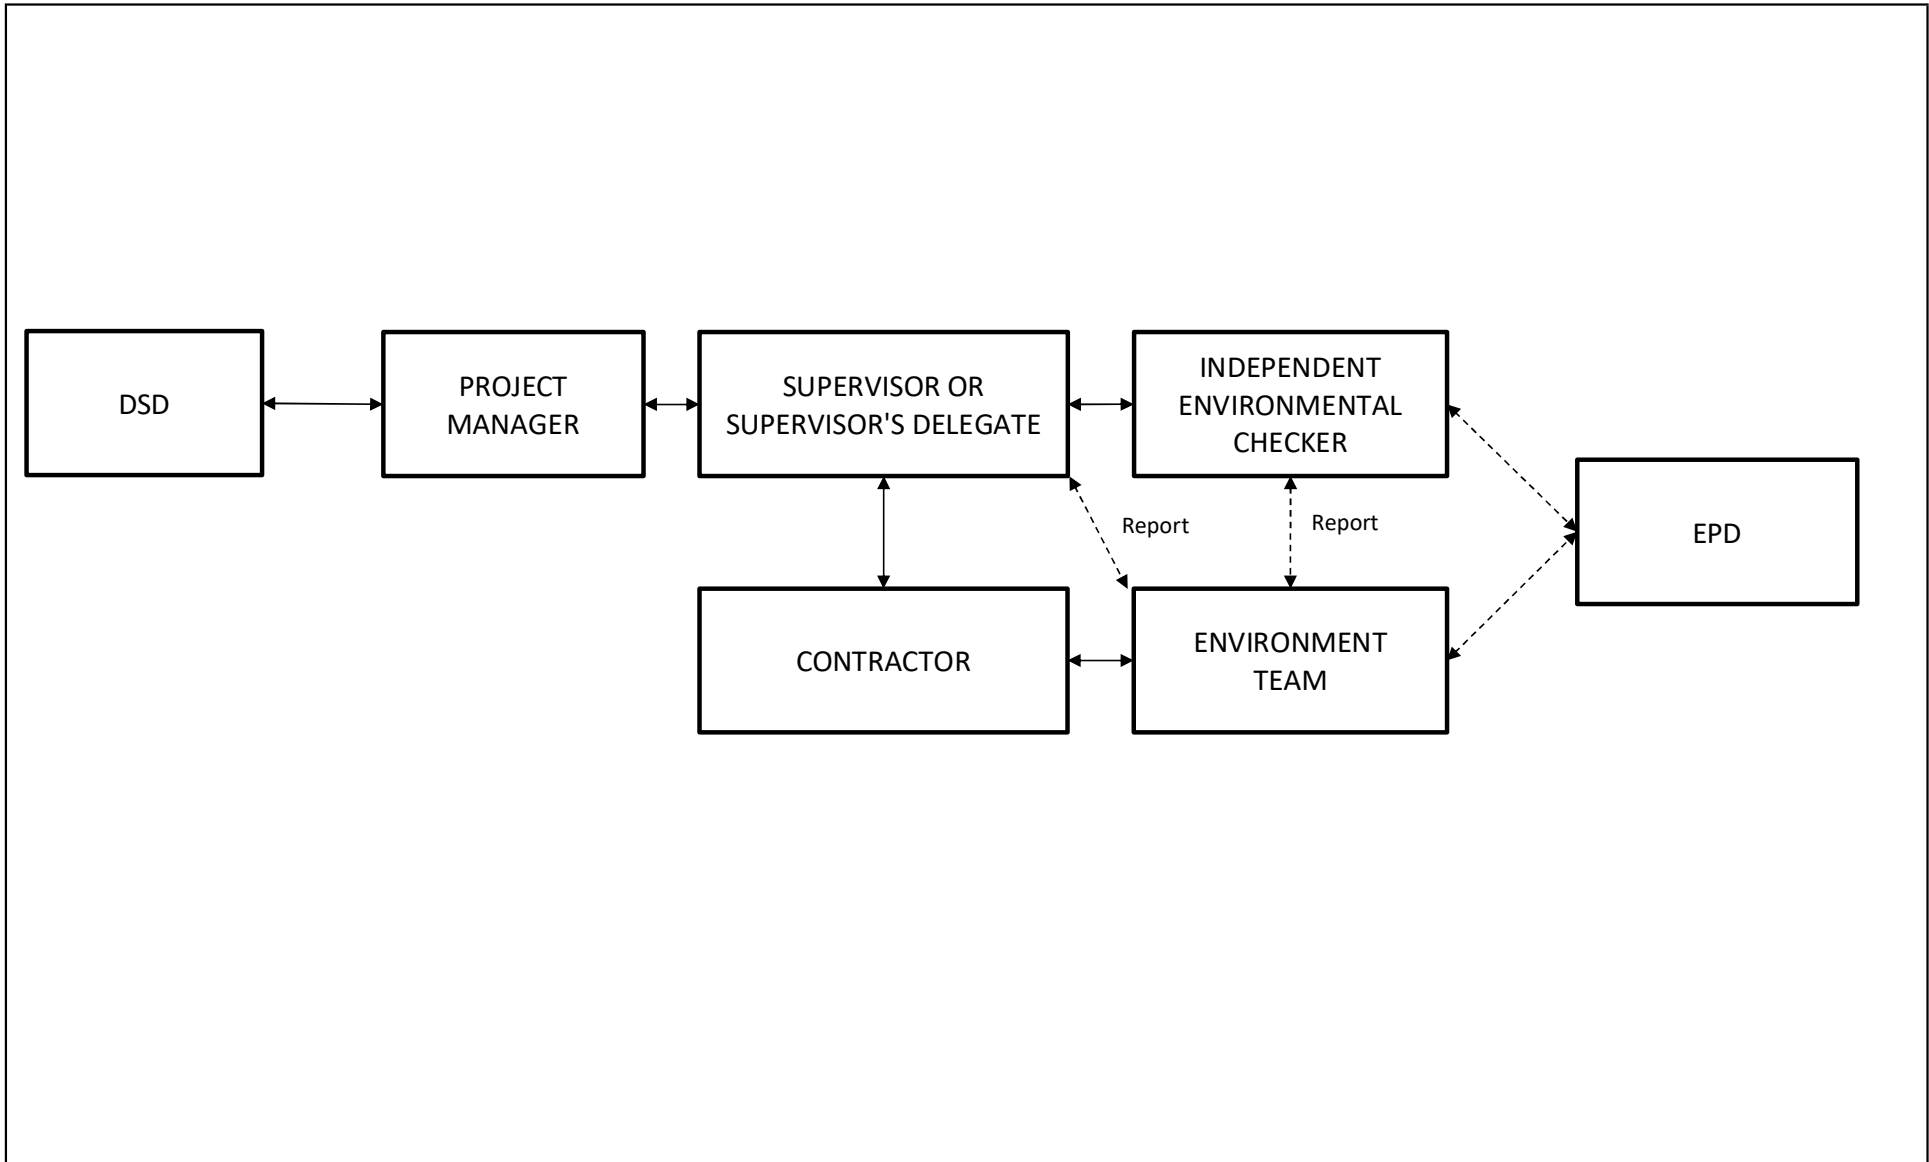 DSD
PROJECT
MANAGER
SUPERVISOR OR
SUPERVISOR'S DELEGATE
INDEPENDENT
ENVIRONMENTAL
CHECKER
Report
Report
EPD
CONTRACTOR
ENVIRONMENT
TEAM